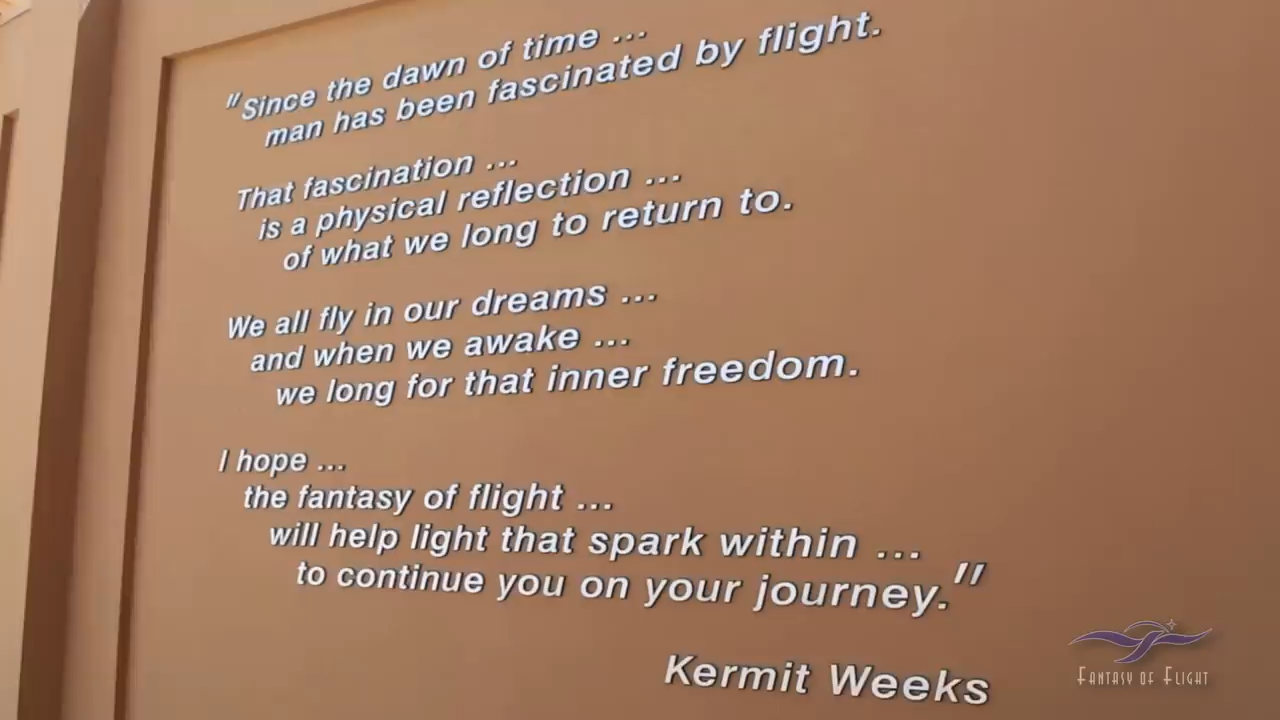 "Since the dawn of time ...
man has been fascinated by flight.
That fascination ...
is a physical reflection ...
of what we long to return to.
We all fly in our dreams ...
and when we awake ...
we long for that inner freedom.
I hope ...
the fantasy of flight ...
will help light that spark within ...
to continue you on your journey."
Kermit Weeks
FANTASY OF FLIGHT